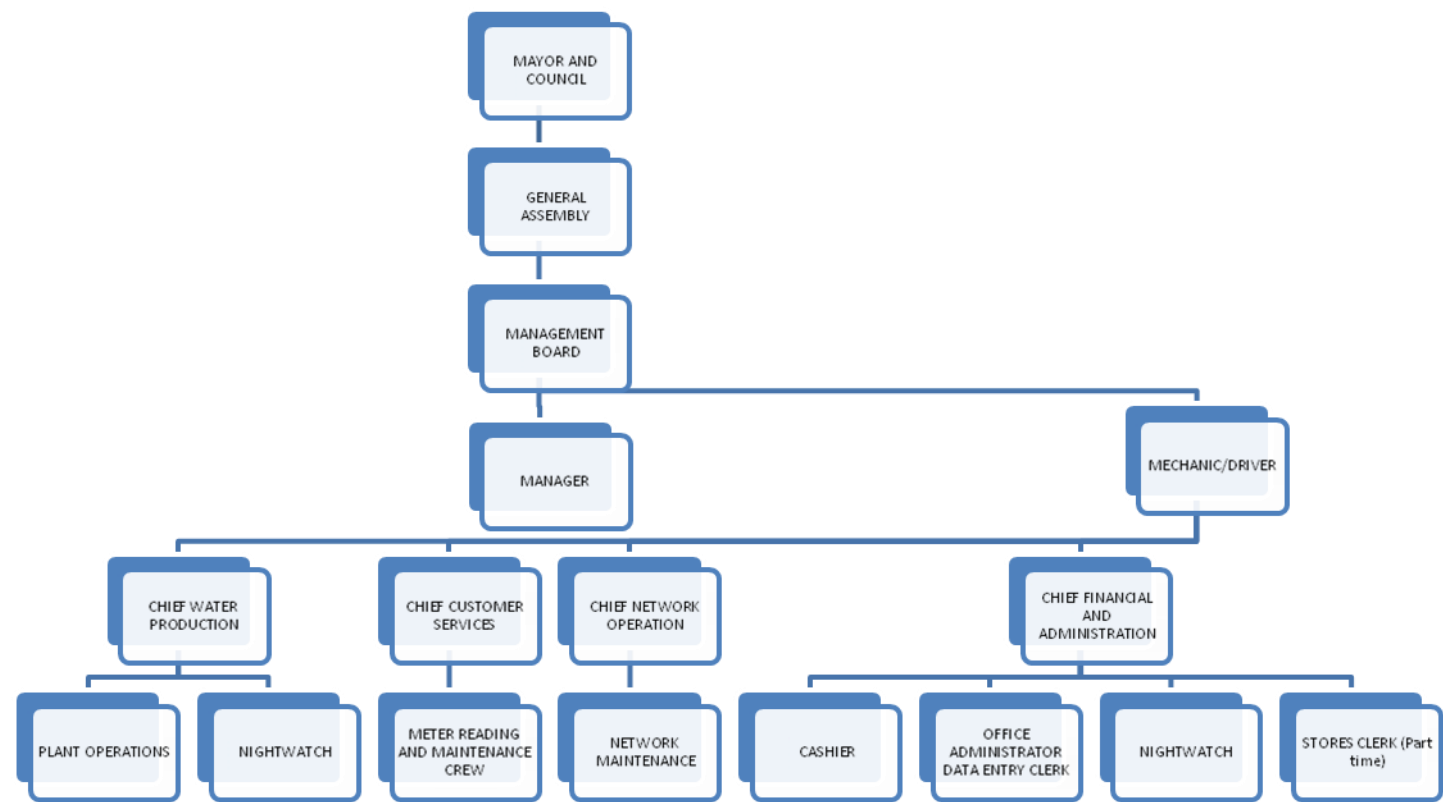 MAYOR AND
COUNCIL
GENERAL
ASSEMBLY
MANAGEMENT
BOARD
MANAGER
MECHANIC/DRIVER
CHIEF WATER
PRODUCTION
CHIEF CUSTOMER
SERVICES
CHIEF NETWORK
OPERATION
CHIEF FINANCIAL
AND
ADMINISTRATION
PLANT OPERATIONS
NIGHTWATCH
METER READING
AND MAINTENANCE
CREW
NETWORK
MAINTENANCE
CASHIER
OFFICE
ADMINISTRATOR
DATA ENTRY CLERK
NIGHTWATCH
STORES CLERK (Part
time)